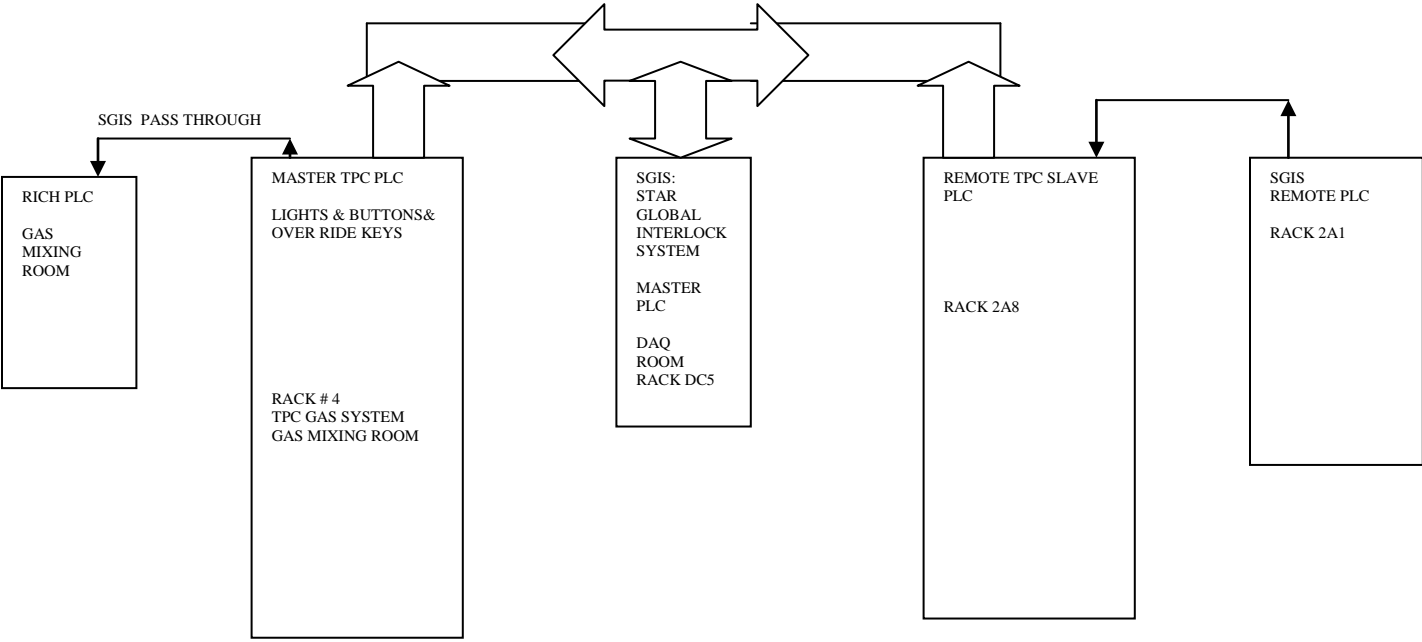 SGIS PASS THROUGH
RICH PLC
GAS
MIXING
ROOM
MASTER TPC PLC
LIGHTS & BUTTONS&
OVER RIDE KEYS
RACK # 4
TPC GAS SYSTEM
GAS MIXING ROOM
SGIS:
STAR
GLOBAL
INTERLOCK
SYSTEM
MASTER
PLC
DAQ
ROOM
RACK DC5
REMOTE TPC SLAVE
PLC
RACK 2A8
SGIS
REMOTE PLC
RACK 2A1